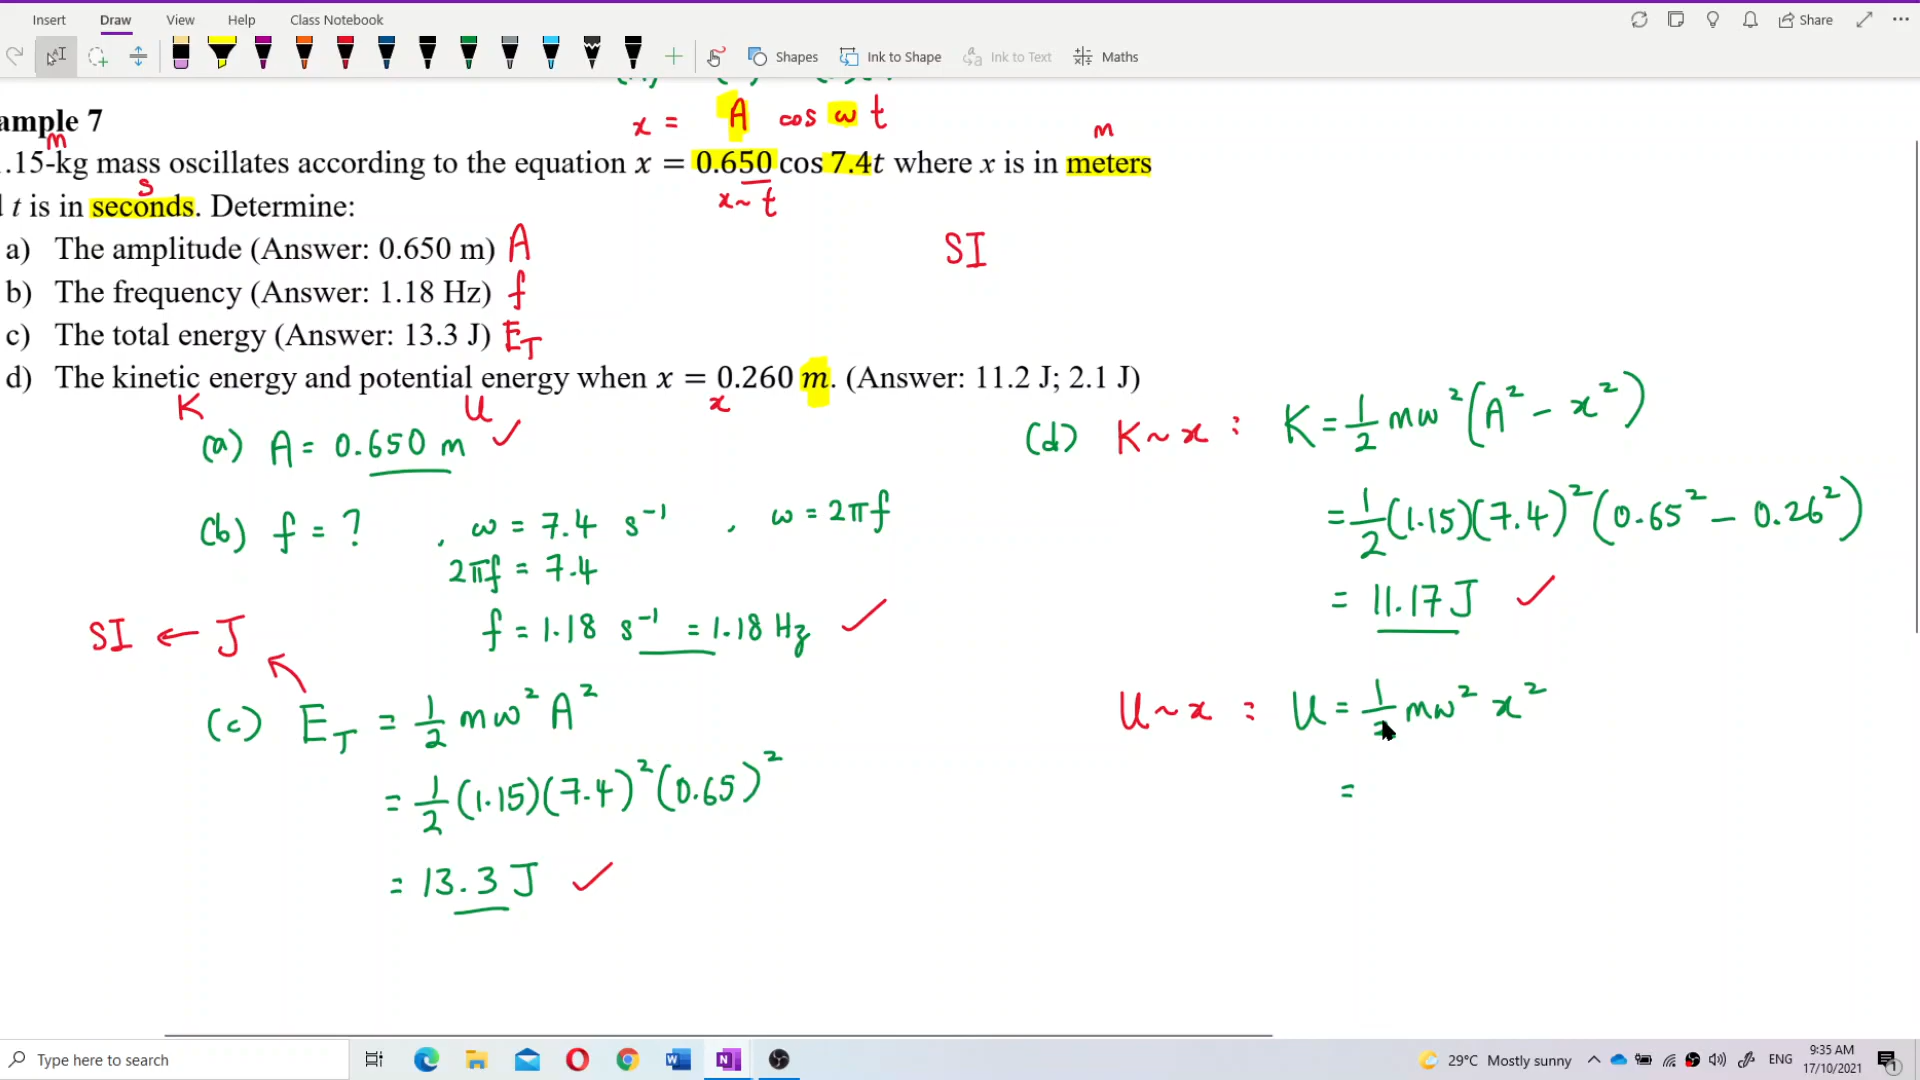 Insert Draw View Help Class Notebook Share
Shapes Ink to Shape Ink to Text Maths
x = A cos ω t
ample 7
m m
.15-kg mass oscillates according to the equation x = 0.650 cos 7.4t where x is in meters
s x~t
t is in seconds. Determine:
a) The amplitude (Answer: 0.650 m) A
SI
b) The frequency (Answer: 1.18 Hz) f
c) The total energy (Answer: 13.3 J) E_T
d) The kinetic energy and potential energy when x = 0.260 m. (Answer: 11.2 J; 2.1 J)
K U x
(a) A = 0.650 m ✓
(b) f = ? , ω = 7.4 s⁻¹ , ω = 2πf
2πf = 7.4
f = 1.18 s⁻¹ = 1.18 Hz ✓
SI ← J
(c) E_T = 1/2 mω² A²
= 1/2 (1.15)(7.4)²(0.65)²
= 13.3 J ✓
(d) K~x : K = 1/2 mω²(A² − x²)
= 1/2 (1.15)(7.4)²(0.65² − 0.26²)
= 11.17 J ✓
U~x : U = 1/2 mω² x²
=
Type here to search 29°C Mostly sunny ENG 9:35 AM
17/10/2021